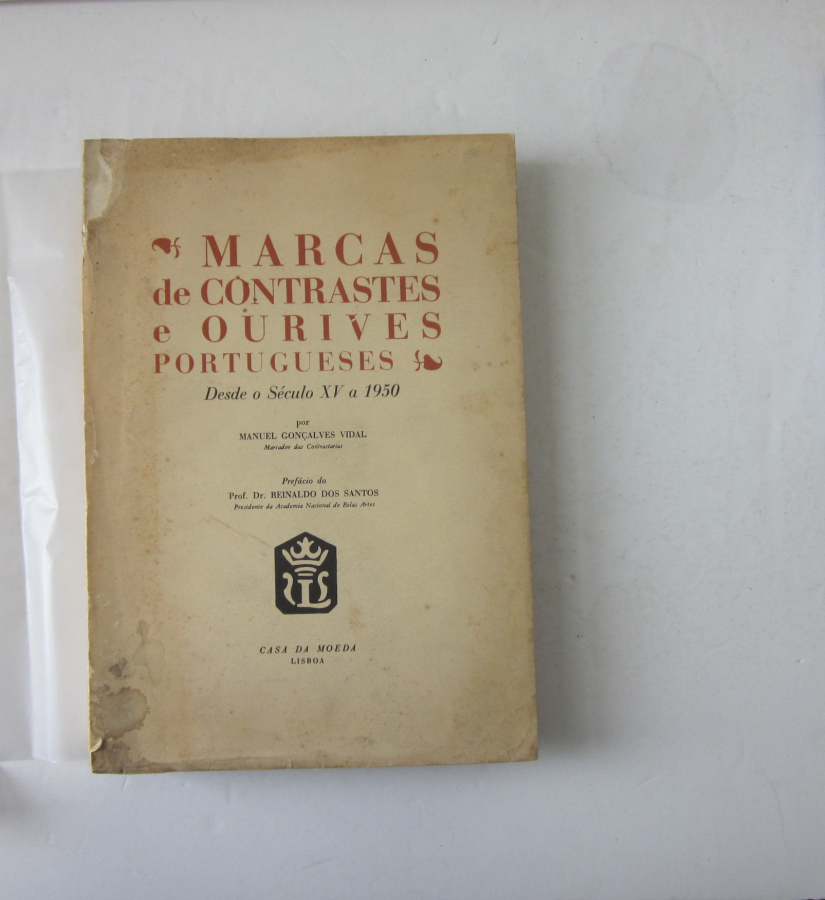 MARCAS
de CONTRASTES
e OURIVES
PORTUGUESES
Desde o Século XV a 1950
por
MANUEL GONÇALVES VIDAL
Marcador das Contrastarias
Prefácio do
Prof. Dr. REINALDO DOS SANTOS
Presidente da Academia Nacional de Belas Artes
L
CASA DA MOEDA
LISBOA